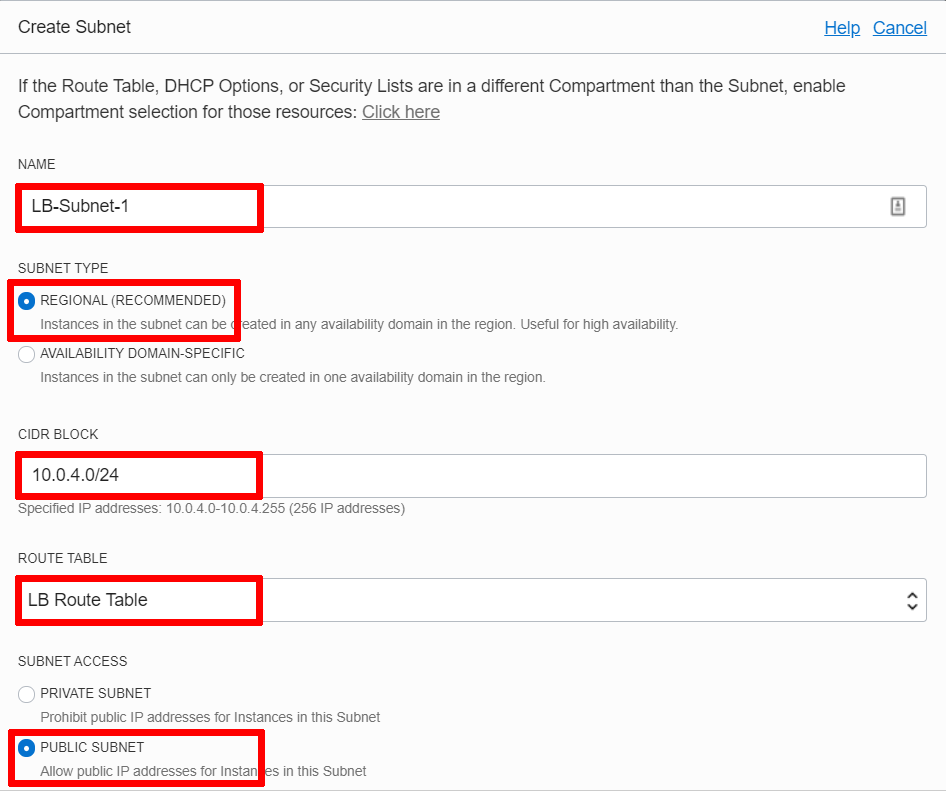 Create Subnet
Help Cancel
If the Route Table, DHCP Options, or Security Lists are in a different Compartment than the Subnet, enable
Compartment selection for those resources: Click here
NAME
LB-Subnet-1
SUBNET TYPE
REGIONAL (RECOMMENDED)
Instances in the subnet can be created in any availability domain in the region. Useful for high availability.
AVAILABILITY DOMAIN-SPECIFIC
Instances in the subnet can only be created in one availability domain in the region.
CIDR BLOCK
10.0.4.0/24
Specified IP addresses: 10.0.4.0-10.0.4.255 (256 IP addresses)
ROUTE TABLE
LB Route Table
SUBNET ACCESS
PRIVATE SUBNET
Prohibit public IP addresses for Instances in this Subnet
PUBLIC SUBNET
Allow public IP addresses for Instances in this Subnet